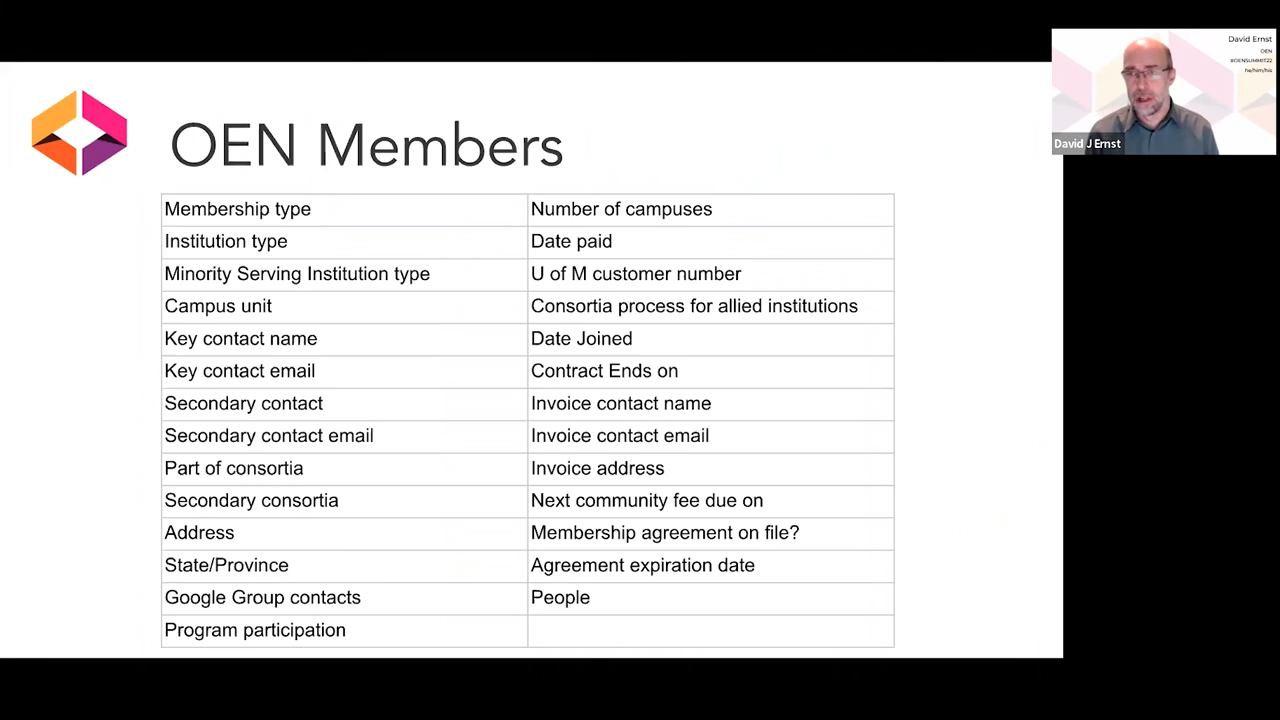 OEN Members
Membership type
Number of campuses
Institution type
Date paid
Minority Serving Institution type
U of M customer number
Campus unit
Consortia process for allied institutions
Key contact name
Date Joined
Key contact email
Contract Ends on
Secondary contact
Invoice contact name
Secondary contact email
Invoice contact email
Part of consortia
Invoice address
Secondary consortia
Next community fee due on
Address
Membership agreement on file?
State/Province
Agreement expiration date
Google Group contacts
People
Program participation
David Ernst
OEN
#OENSUMMIT22
he/him/his
David J Ernst